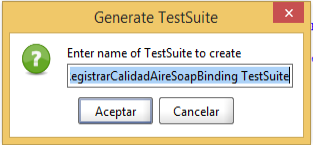 Generate TestSuite
Enter name of TestSuite to create
egistrarCalidadAireSoapBinding TestSuite
Aceptar
Cancelar